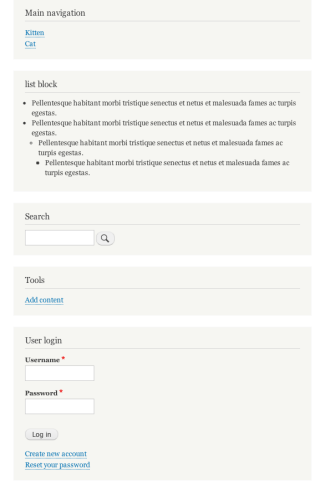 Main navigation
Kitten
Cat
list block
Pellentesque habitant morbi tristique senectus et netus et malesuada fames ac turpis
egestas.
Pellentesque habitant morbi tristique senectus et netus et malesuada fames ac turpis
egestas.
Pellentesque habitant morbi tristique senectus et netus et malesuada fames ac
turpis egestas.
Pellentesque habitant morbi tristique senectus et netus et malesuada fames ac
turpis egestas.
Search
Tools
Add content
User login
Username *
Password *
Log in
Create new account
Reset your password